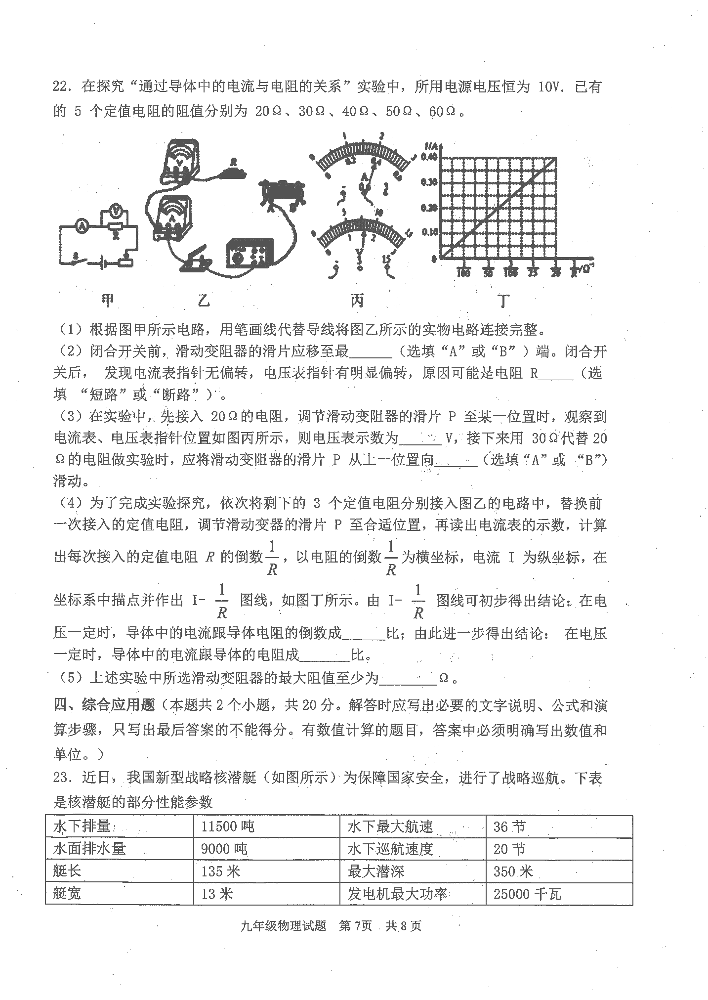 22．在探究“通过导体中的电流与电阻的关系”实验中，所用电源电压恒为 10V．己有
的 5 个定值电阻的阻值分别为 20Ω、30Ω、40Ω、50Ω、60Ω。
甲 乙 丙 丁
（1）根据图甲所示电路，用笔画线代替导线将图乙所示的实物电路连接完整。
（2）闭合开关前，滑动变阻器的滑片应移至最______（选填“A”或“B”）端。闭合开
关后， 发现电流表指针无偏转，电压表指针有明显偏转，原因可能是电阻 R_____（选
填 “短路”或“断路”）。
（3）在实验中，先接入 20Ω的电阻，调节滑动变阻器的滑片 P 至某一位置时，观察到
电流表、电压表指针位置如图丙所示，则电压表示数为______V，接下来用 30Ω代替20
Ω的电阻做实验时，应将滑动变阻器的滑片 P 从上一位置向______（选填“A”或 “B”）
滑动。
（4）为了完成实验探究，依次将剩下的 3 个定值电阻分别接入图乙的电路中，替换前
一次接入的定值电阻，调节滑动变器的滑片 P 至合适位置，再读出电流表的示数，计算
出每次接入的定值电阻 R 的倒数 1/R ，以电阻的倒数 1/R 为横坐标，电流 I 为纵坐标，在
坐标系中描点并作出 I- 1/R 图线，如图丁所示。由 I- 1/R 图线可初步得出结论：在电
压一定时，导体中的电流跟导体电阻的倒数成______比；由此进一步得出结论： 在电压
一定时，导体中的电流跟导体的电阻成_______比。
（5）上述实验中所选滑动变阻器的最大阻值至少为________Ω。
四、综合应用题（本题共2个小题，共20分。解答时应写出必要的文字说明、公式和演
算步骤，只写出最后答案的不能得分。有数值计算的题目，答案中必须明确写出数值和
单位。）
23．近日，我国新型战略核潜艇（如图所示）为保障国家安全，进行了战略巡航。下表
是核潜艇的部分性能参数
水下排量 11500吨 水下最大航速 36节
水面排水量 9000吨 水下巡航速度 20节
艇长 135米 最大潜深 350米
艇宽 13米 发电机最大功率 25000千瓦
九年级物理试题 第7页 共8页